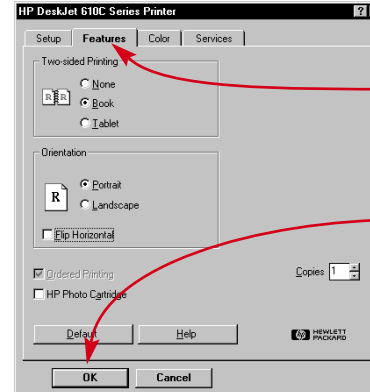 HP DeskJet 610C Series Printer ?
Setup Features Color Services
Two-sided Printing
None
R R Book
Tablet
Orientation
Portrait
R
Landscape
Flip Horizontal
Ordered Printing
Copies 1
HP Photo Cartridge
Default Help
HEWLETT
PACKARD
OK Cancel